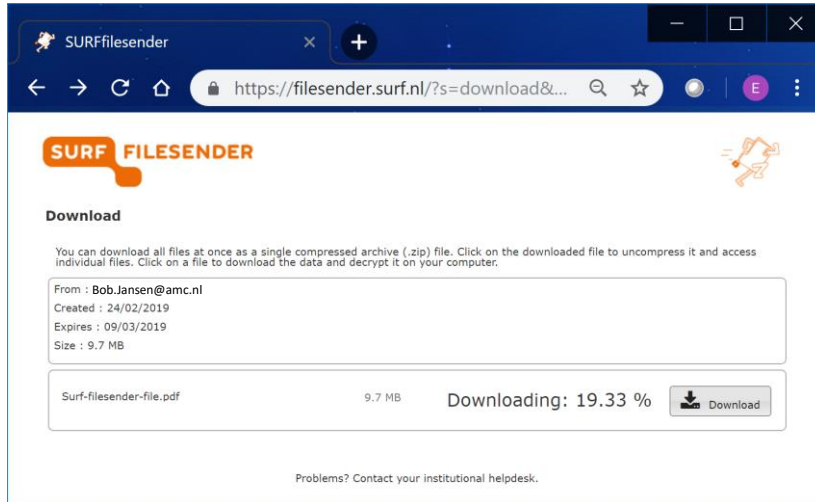 SURFfilesender
https://filesender.surf.nl/?s=download&...
E
SURF FILESENDER
Download
You can download all files at once as a single compressed archive (.zip) file. Click on the downloaded file to uncompress it and access
individual files. Click on a file to download the data and decrypt it on your computer.
From : Bob.Jansen@amc.nl
Created : 24/02/2019
Expires : 09/03/2019
Size : 9.7 MB
Surf-filesender-file.pdf 9.7 MB Downloading: 19.33 % Download
Problems? Contact your institutional helpdesk.